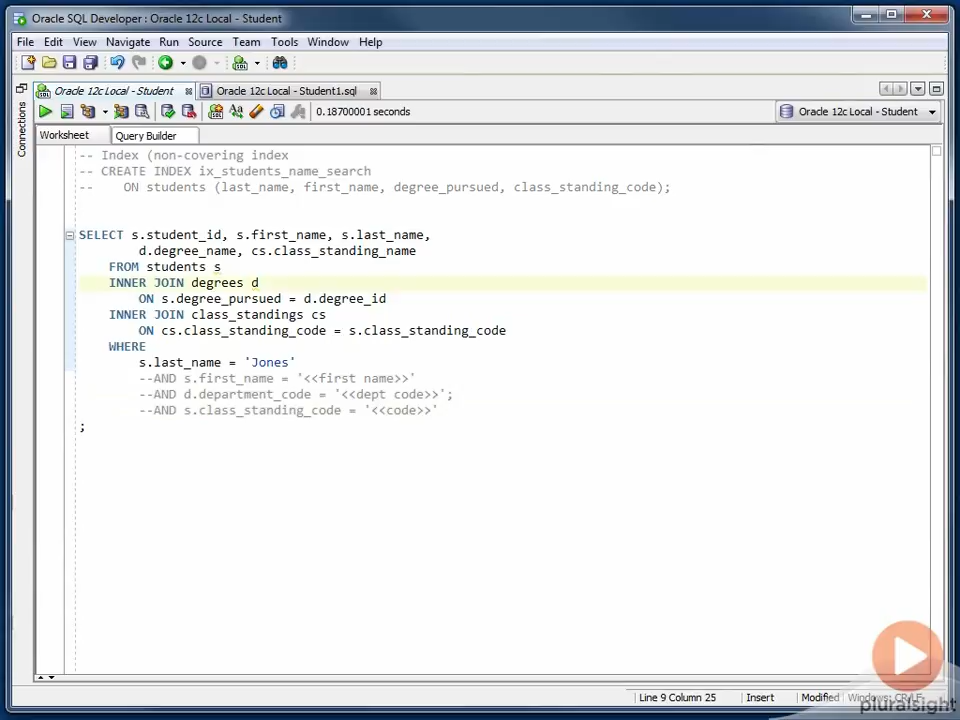 Oracle SQL Developer : Oracle 12c Local - Student
File Edit View Navigate Run Source Team Tools Window Help
Oracle 12c Local - Student
Oracle 12c Local - Student1.sql
0.18700001 seconds
Oracle 12c Local - Student
Connections
Worksheet
Query Builder
-- Index (non-covering index
-- CREATE INDEX ix_students_name_search
-- ON students (last_name, first_name, degree_pursued, class_standing_code);
SELECT s.student_id, s.first_name, s.last_name,
d.degree_name, cs.class_standing_name
FROM students s
INNER JOIN degrees d
ON s.degree_pursued = d.degree_id
INNER JOIN class_standings cs
ON cs.class_standing_code = s.class_standing_code
WHERE
s.last_name = 'Jones'
--AND s.first_name = '<<first name>>'
--AND d.department_code = '<<dept code>>';
--AND s.class_standing_code = '<<code>>'
;
Line 9 Column 25
Insert
Modified
Windows: CR/LF
pluralsight